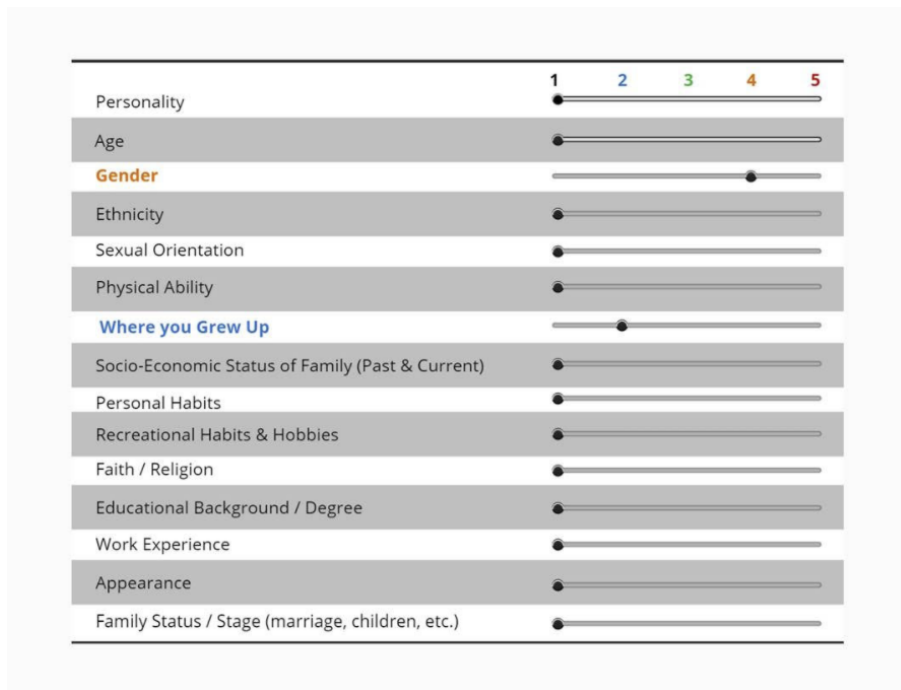 1 2 3 4 5
Personality
Age
Gender
Ethnicity
Sexual Orientation
Physical Ability
Where you Grew Up
Socio-Economic Status of Family (Past & Current)
Personal Habits
Recreational Habits & Hobbies
Faith / Religion
Educational Background / Degree
Work Experience
Appearance
Family Status / Stage (marriage, children, etc.)